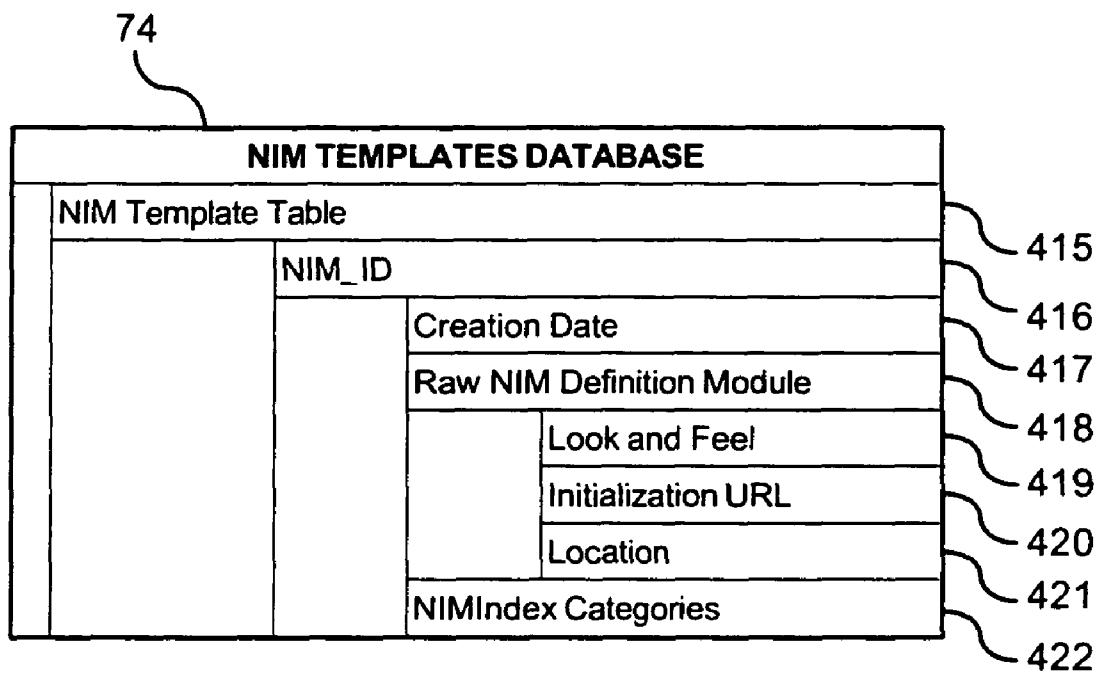 74
NIM TEMPLATES DATABASE
NIM Template Table
415
NIM_ID
416
Creation Date
417
Raw NIM Definition Module
418
Look and Feel
419
Initialization URL
420
Location
421
NIMIndex Categories
422